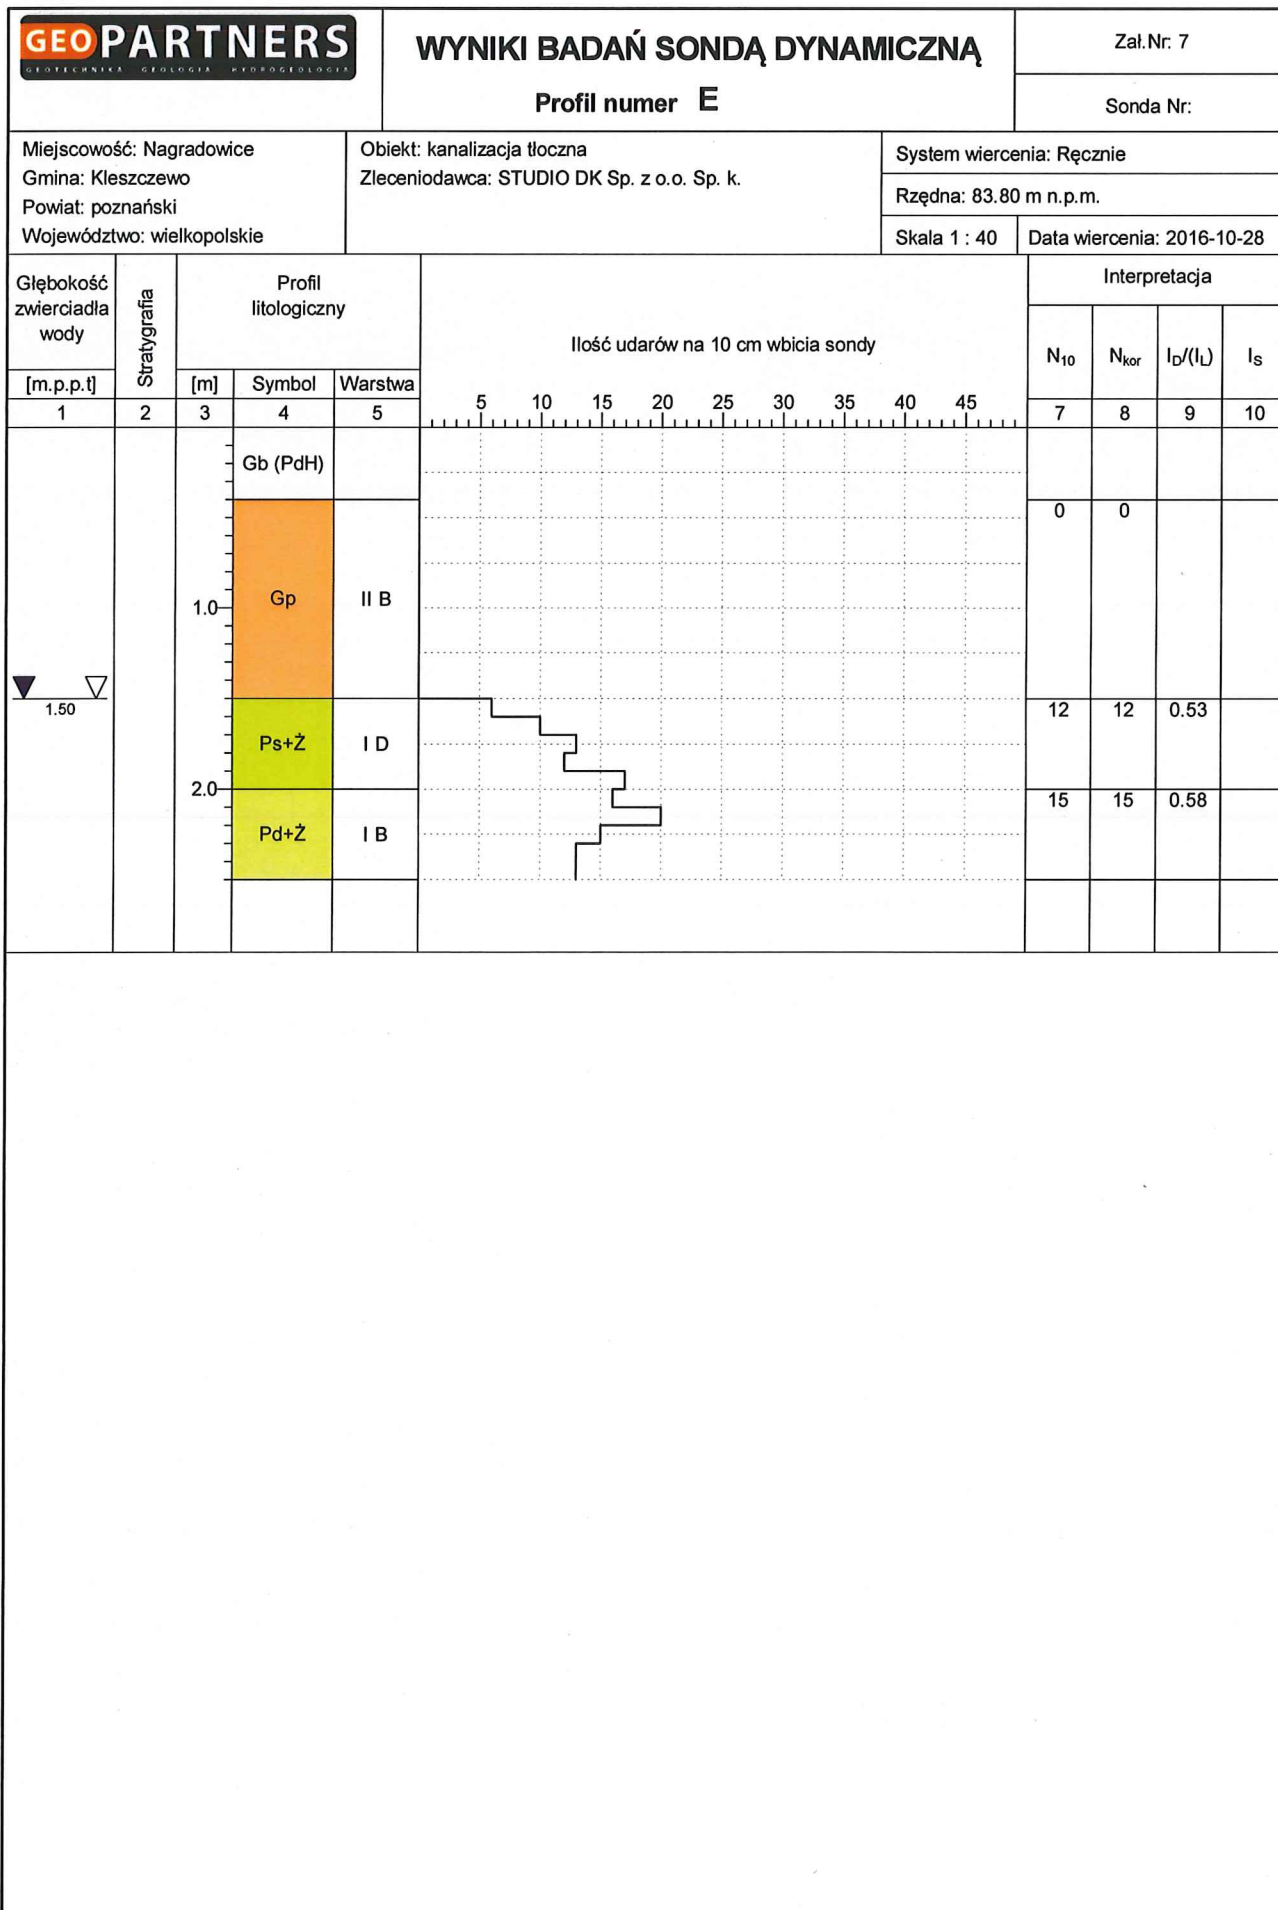 GEOPARTNERS
GEOTECHNIKA GEOLOGIA HYDROGEOLOGIA
WYNIKI BADAŃ SONDĄ DYNAMICZNĄ
Profil numer E
Zał.Nr: 7
Sonda Nr:
Miejscowość: Nagradowice
Gmina: Kleszczewo
Powiat: poznański
Województwo: wielkopolskie
Obiekt: kanalizacja tłoczna
Zleceniodawca: STUDIO DK Sp. z o.o. Sp. k.
System wiercenia: Ręcznie
Rzędna: 83.80 m n.p.m.
Skala 1 : 40
Data wiercenia: 2016-10-28
Głębokość
zwierciadła
wody
[m.p.p.t]
Stratygrafia
Profil
litologiczny
[m] Symbol Warstwa
Ilość udarów na 10 cm wbicia sondy
5 10 15 20 25 30 35 40 45
Interpretacja
N10 Nkor ID/(IL) IS
1 2 3 4 5 7 8 9 10
Gb (PdH)
0 0
1.0 Gp II B
1.50
12 12 0.53
Ps+Ż I D
2.0
15 15 0.58
Pd+Ż I B